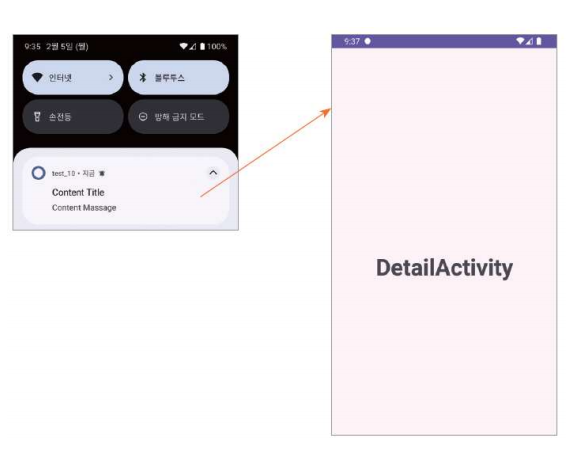 9:35 2월 5일 (월)
100%
인터넷
블루투스
손전등
방해 금지 모드
test_10 • 지금
Content Title
Content Massage
9:37
DetailActivity